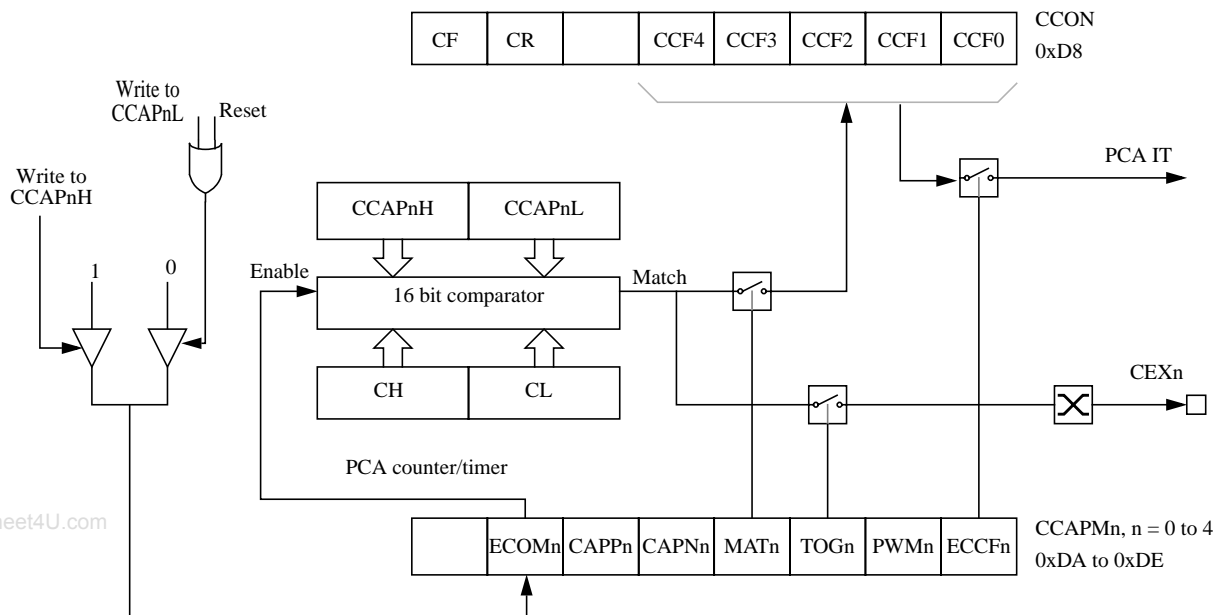 CF CR CCF4 CCF3 CCF2 CCF1 CCF0
CCON
0xD8
Write to
CCAPnL
Reset
Write to
CCAPnH
PCA IT
CCAPnH CCAPnL
1 0
Enable
16 bit comparator
Match
CH CL
CEXn
PCA counter/timer
heet4U.com
ECOMn CAPPn CAPNn MATn TOGn PWMn ECCFn
CCAPMn, n = 0 to 4
0xDA to 0xDE